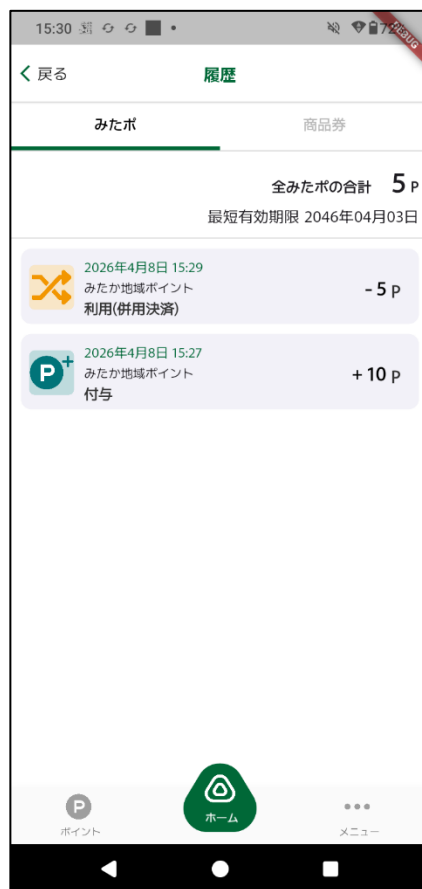 15:30
戻る
履歴
みたポ
商品券
全みたポの合計 5 P
最短有効期限 2046年04月03日
2026年4月8日 15:29
みたか地域ポイント
利用(併用決済)
- 5 P
2026年4月8日 15:27
みたか地域ポイント
付与
+ 10 P
P
ポイント
ホーム
メニュー